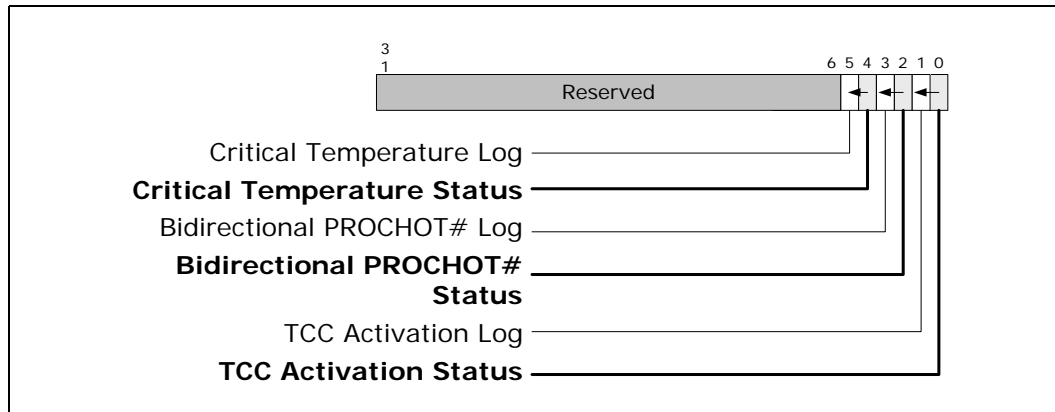 3
1 6 5 4 3 2 1 0
Reserved
Critical Temperature Log
Critical Temperature Status
Bidirectional PROCHOT# Log
Bidirectional PROCHOT#
Status
TCC Activation Log
TCC Activation Status